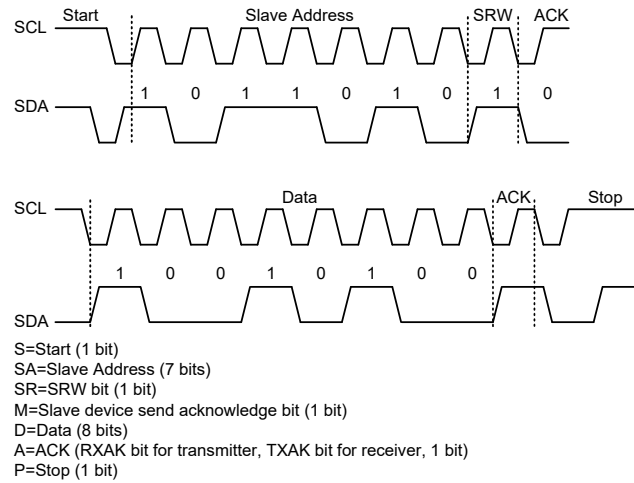 Start Slave Address SRW ACK
SCL
1 0 1 1 0 1 0 1 0
SDA
Data ACK Stop
SCL
1 0 0 1 0 1 0 0
SDA
S=Start (1 bit)
SA=Slave Address (7 bits)
SR=SRW bit (1 bit)
M=Slave device send acknowledge bit (1 bit)
D=Data (8 bits)
A=ACK (RXAK bit for transmitter, TXAK bit for receiver, 1 bit)
P=Stop (1 bit)